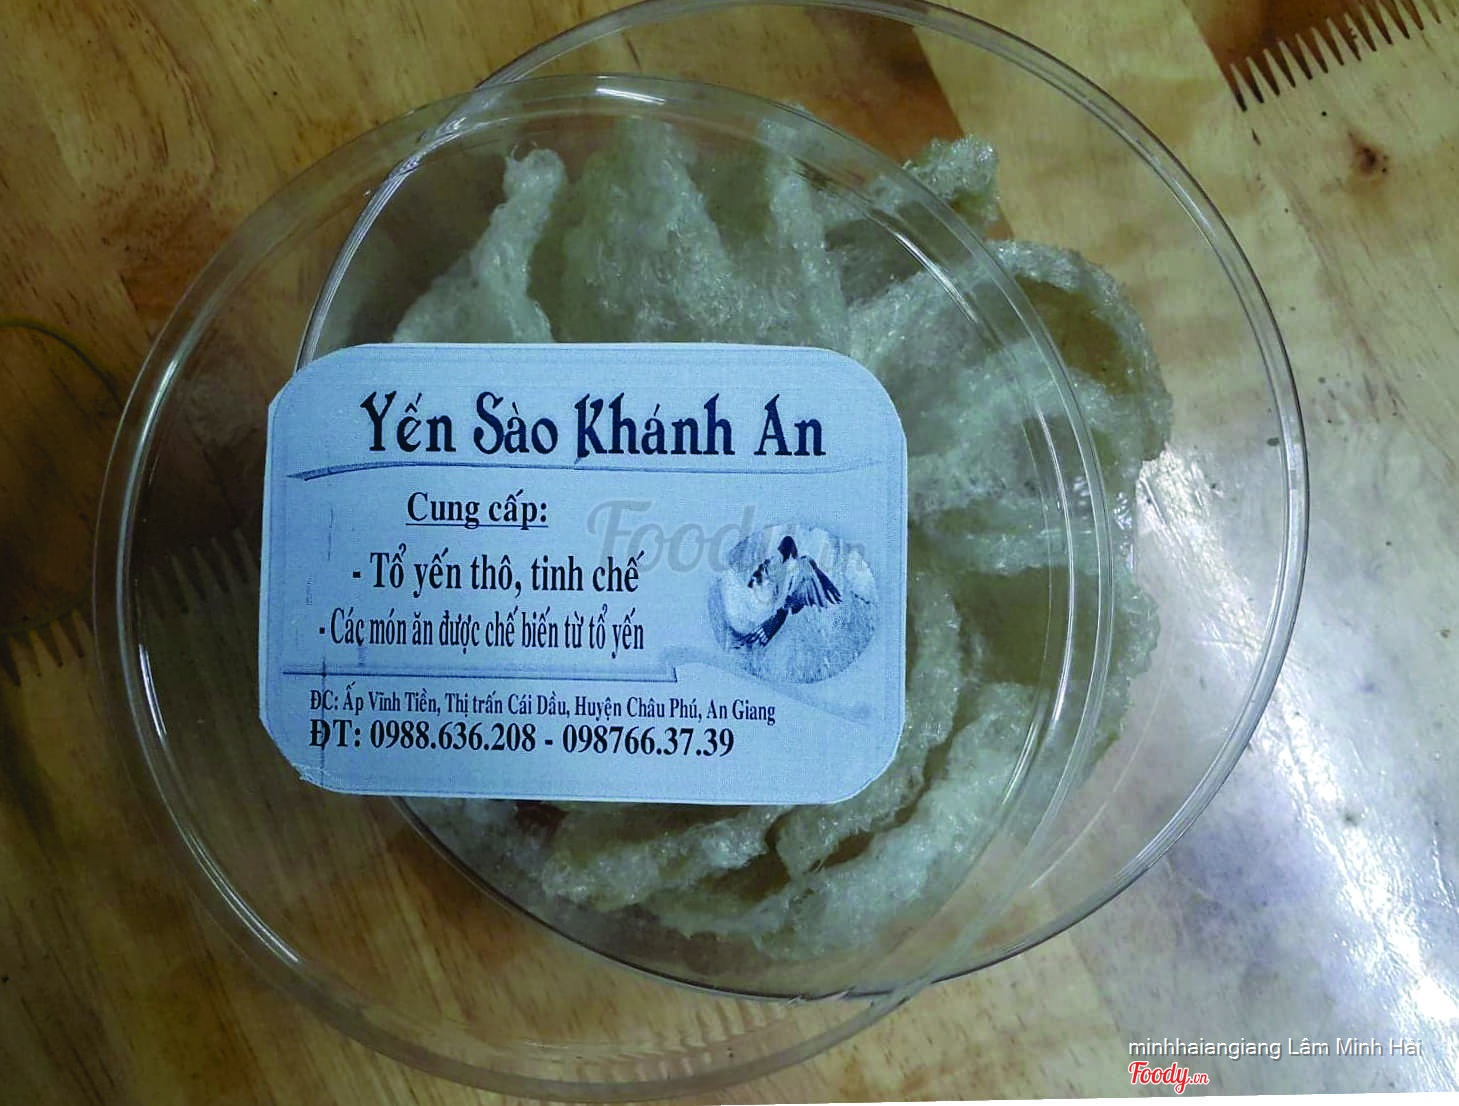 Yến Sào Khánh An
Cung cấp:
- Tổ yến thô, tinh chế
- Các món ăn được chế biến từ tổ yến
ĐC: Ấp Vĩnh Tiền, Thị trấn Cái Dầu, Huyện Châu Phú, An Giang
ĐT: 0988.636.208 - 098766.37.39
Foody.vn
minhhaiangiang Lâm Minh Hải
Foody.vn